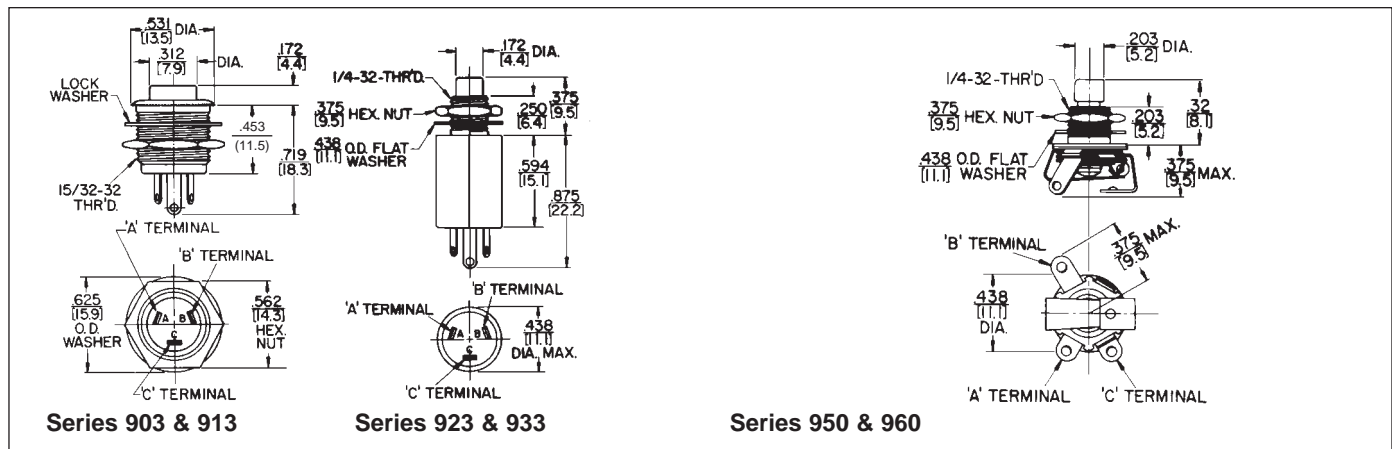 .531
[13.5] DIA.
.312
[7.9] DIA.
.172
[4.4]
LOCK
WASHER
.453
(11.5)
.719
[18.3]
15/32-32
THR'D.
'A' TERMINAL
'B' TERMINAL
.625
[15.9]
O.D.
WASHER
A B
C
.562
[14.3]
HEX.
NUT
'C' TERMINAL
Series 903 & 913
.172
[4.4] DIA.
1/4-32-THR'D.
.375
[9.5] HEX. NUT
.438
[11.1] O.D. FLAT
WASHER
.250
[6.4]
.375
[9.5]
.594
[15.1]
.875
[22.2]
'B' TERMINAL
'A' TERMINAL
A B
C
.438
[11.1]
DIA. MAX.
'C' TERMINAL
Series 923 & 933
.203
[5.2] DIA.
1/4-32-THR'D
.375
[9.5] HEX. NUT
.438
[11.1] O.D. FLAT
WASHER
.203
[5.2]
.32
[8.1]
.375
[9.5] MAX.
'B' TERMINAL
.375
[9.5] MAX.
.438
[11.1]
DIA.
'A' TERMINAL
'C' TERMINAL
Series 950 & 960